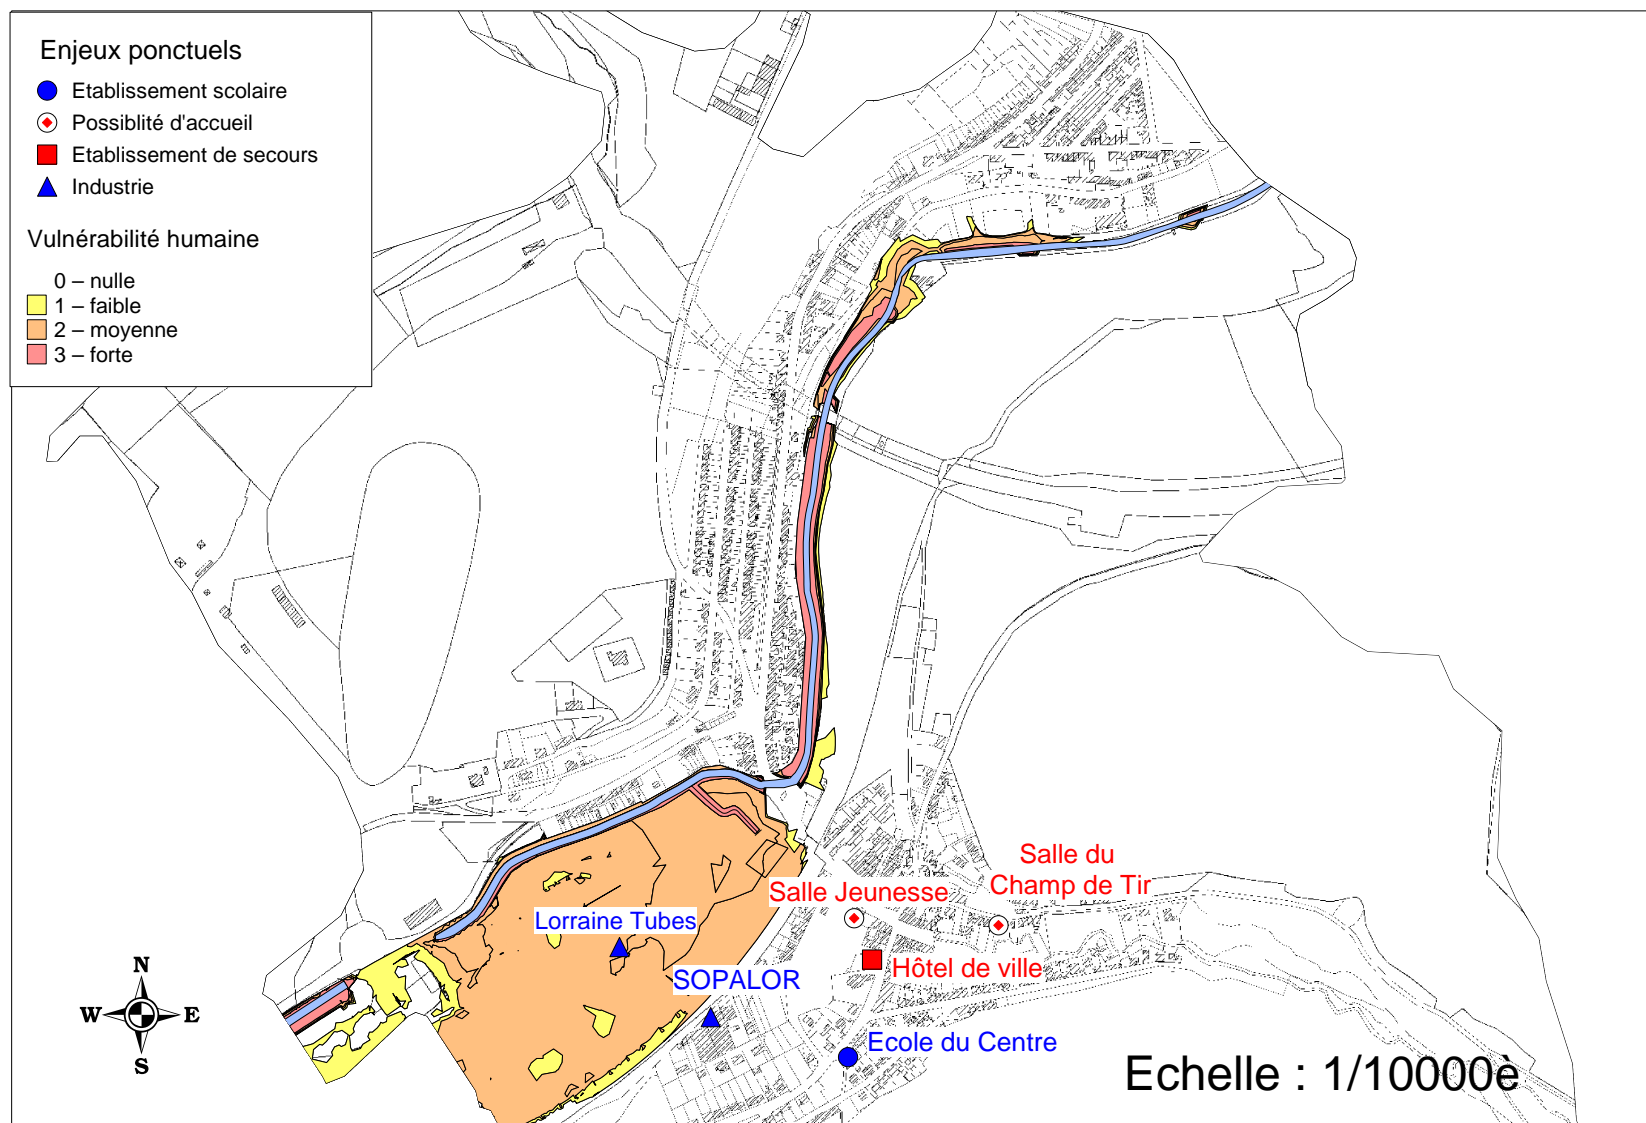 Enjeux ponctuels
Etablissement scolaire
Possiblité d'accueil
Etablissement de secours
Industrie
Vulnérabilité humaine
0 – nulle
1 – faible
2 – moyenne
3 – forte
Salle du
Champ de Tir
Salle Jeunesse
Lorraine Tubes
Hôtel de ville
SOPALOR
Ecole du Centre
N
W E
S
Echelle : 1/10000è